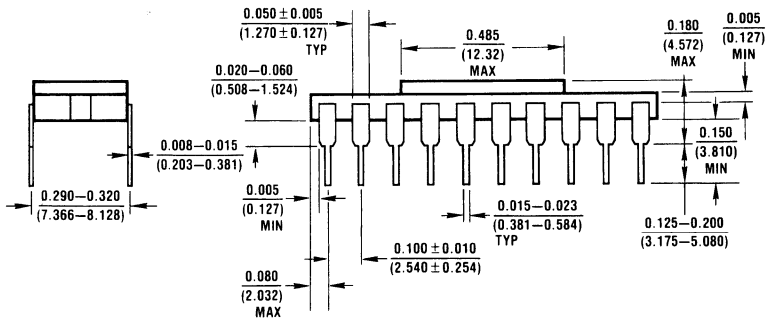 0.050 ± 0.005
(1.270 ± 0.127)
TYP
0.485
(12.32)
MAX
0.180
(4.572)
MAX
0.005
(0.127)
MIN
0.020–0.060
(0.508–1.524)
0.008–0.015
(0.203–0.381)
0.150
(3.810)
MIN
0.290–0.320
(7.366–8.128)
0.005
(0.127)
MIN
0.015–0.023
(0.381–0.584)
TYP
0.125–0.200
(3.175–5.080)
0.100 ± 0.010
(2.540 ± 0.254)
0.080
(2.032)
MAX